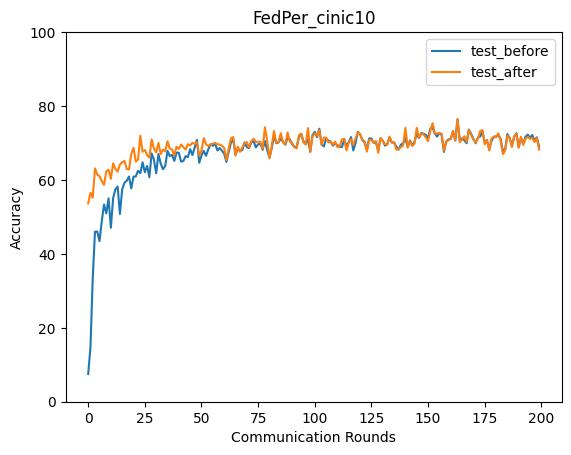 FedPer_cinic10
test_before
test_after
Accuracy
100
80
60
40
20
0
0 25 50 75 100 125 150 175 200
Communication Rounds